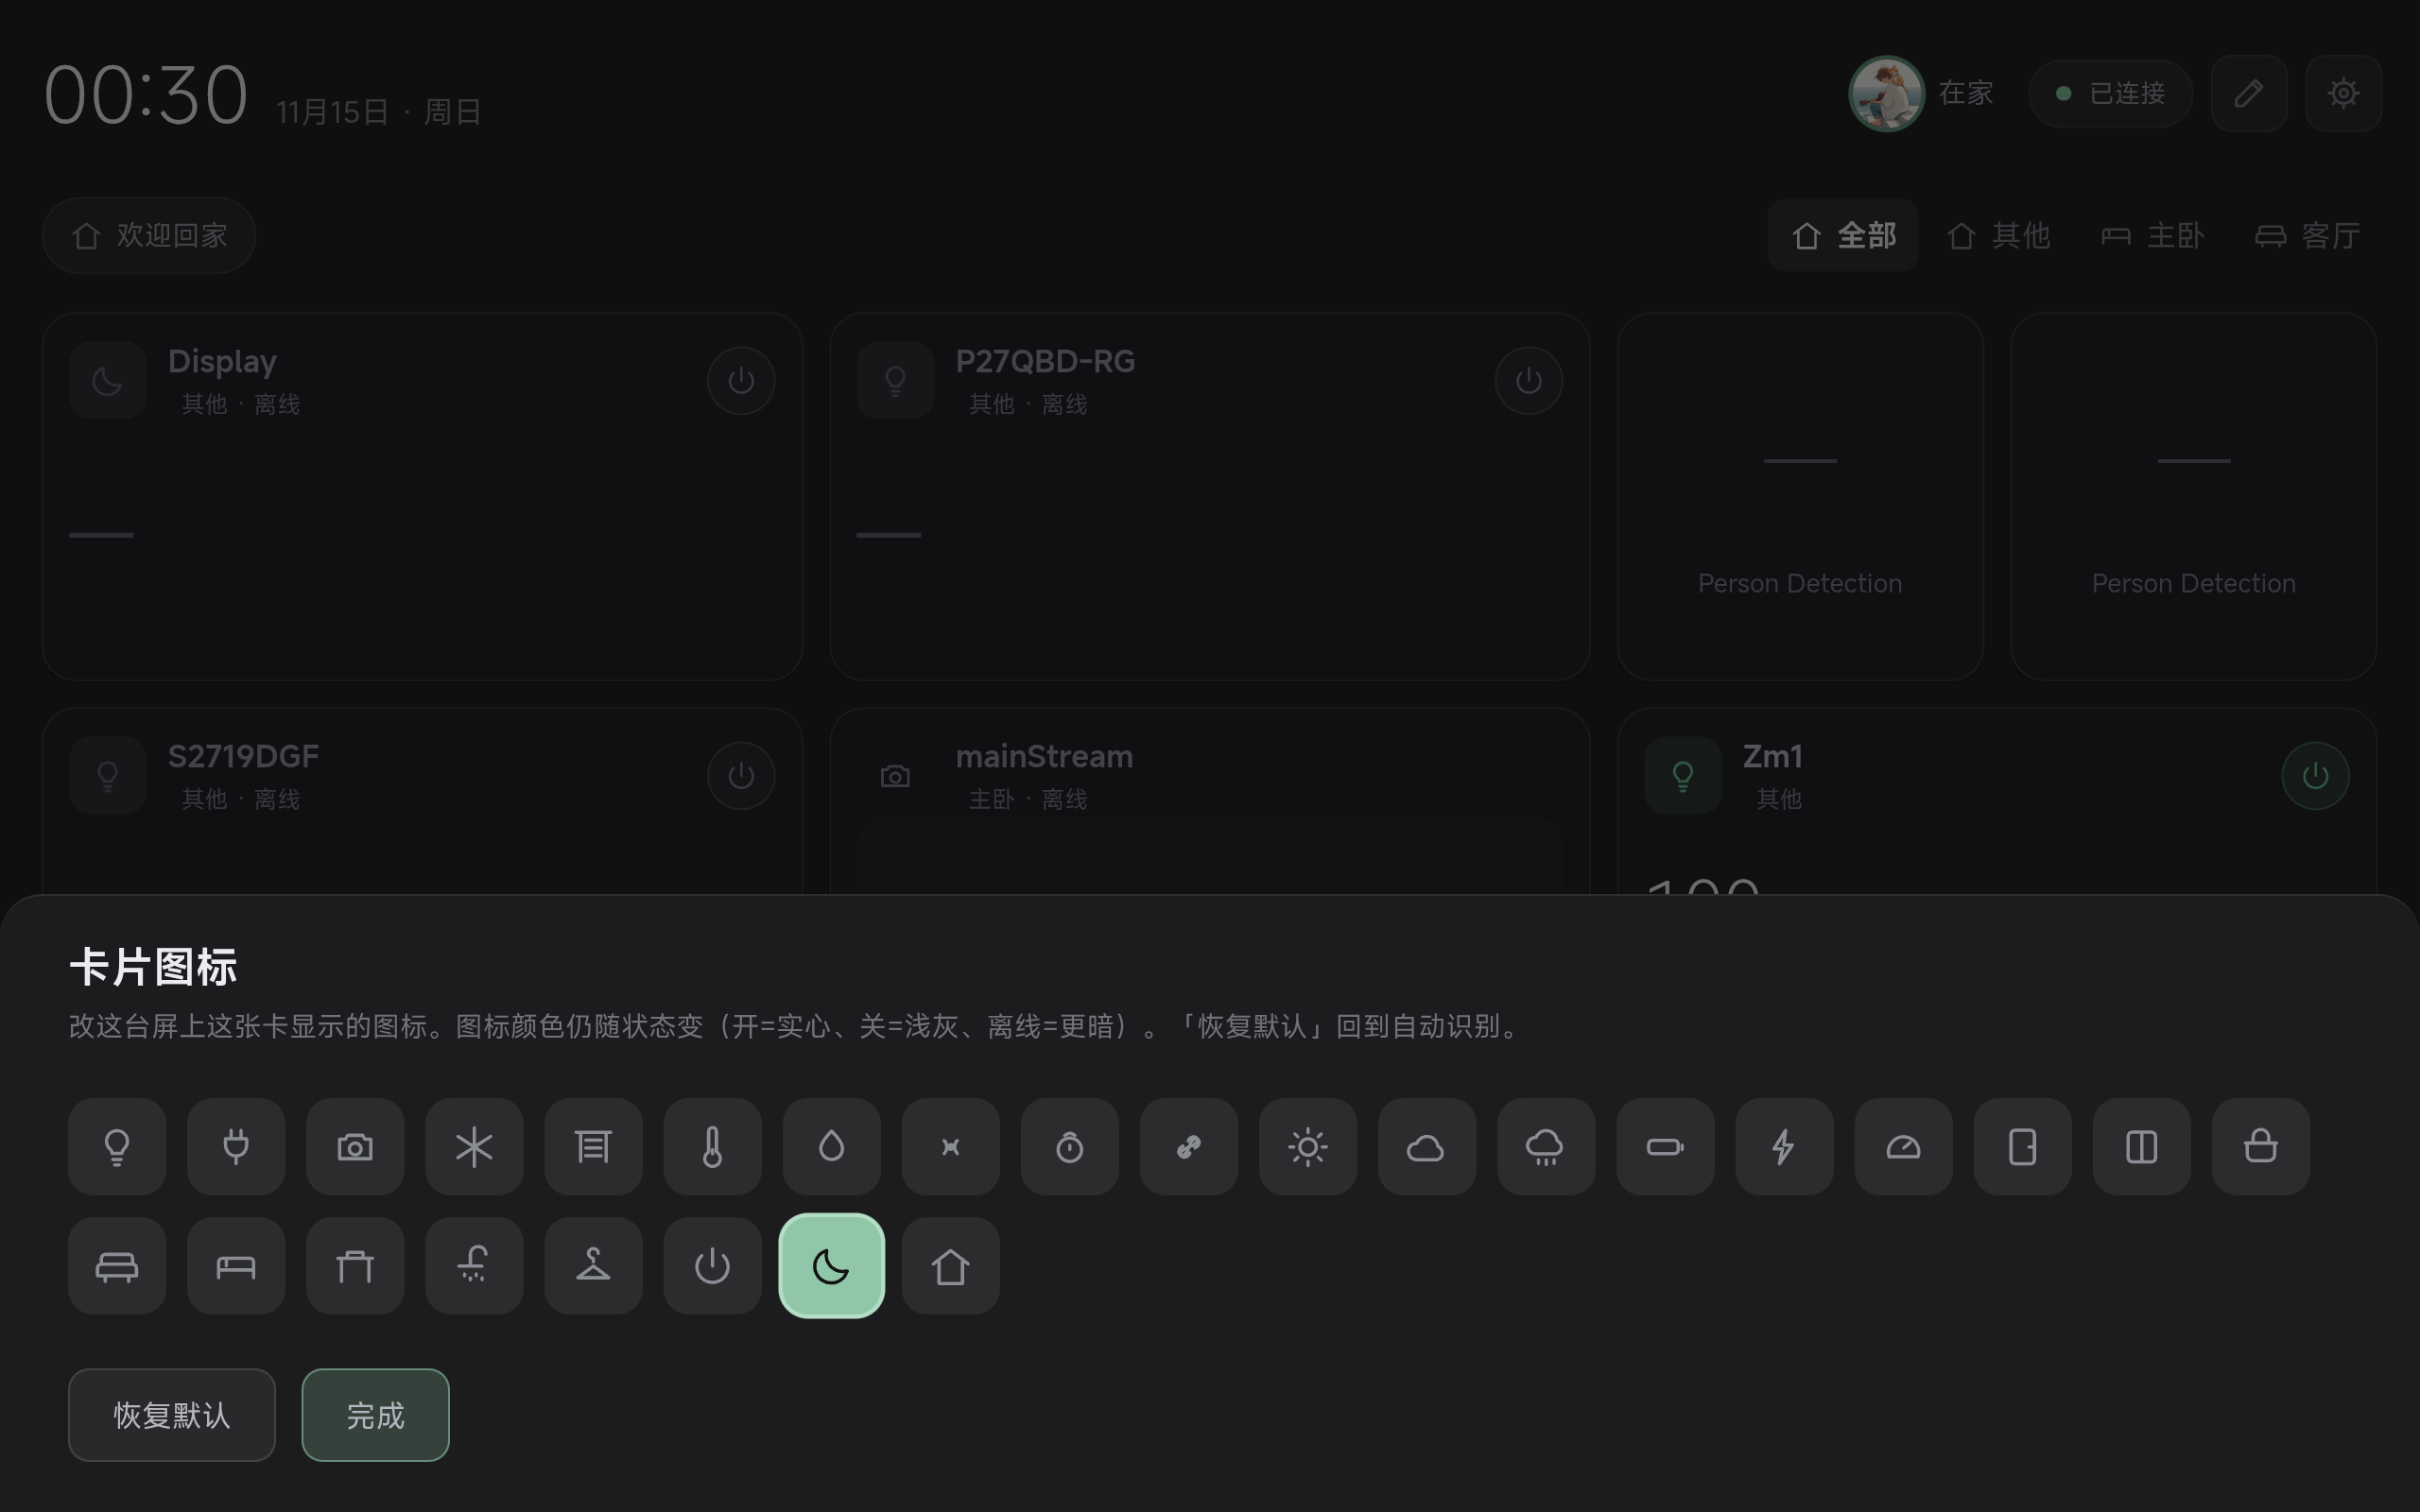 00:30 11月15日 · 周日
在家 已连接
欢迎回家
全部 其他 主卧 客厅
Display
其他 · 离线
P27QBD-RG
其他 · 离线
Person Detection
Person Detection
S2719DGF
其他 · 离线
mainStream
主卧 · 离线
Zm1
其他
100
卡片图标
改这台屏上这张卡显示的图标。图标颜色仍随状态变（开=实心、关=浅灰、离线=更暗）。「恢复默认」回到自动识别。
恢复默认 完成